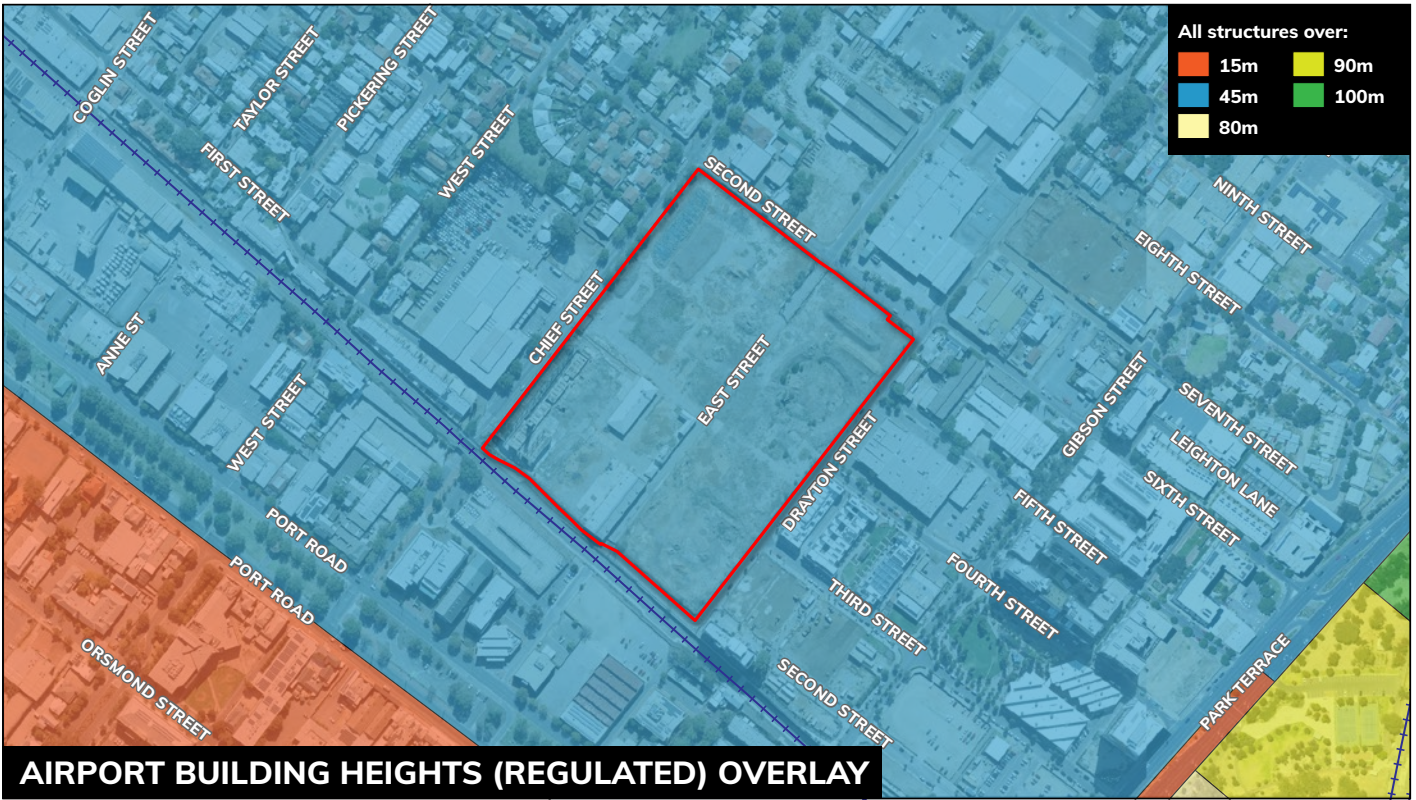 All structures over:
15m
90m
45m
100m
80m
COGLIN STREET
TAYLOR STREET
PICKERING STREET
FIRST STREET
WEST STREET
SECOND STREET
NINTH STREET
EIGHTH STREET
CHIEF STREET
ANNE ST
EAST STREET
GIBSON STREET
SEVENTH STREET
WEST STREET
DRAYTON STREET
LEIGHTON LANE
SIXTH STREET
FIFTH STREET
PORT ROAD
PORT ROAD
FOURTH STREET
THIRD STREET
ORSMOND STREET
SECOND STREET
PARK TERRACE
AIRPORT BUILDING HEIGHTS (REGULATED) OVERLAY